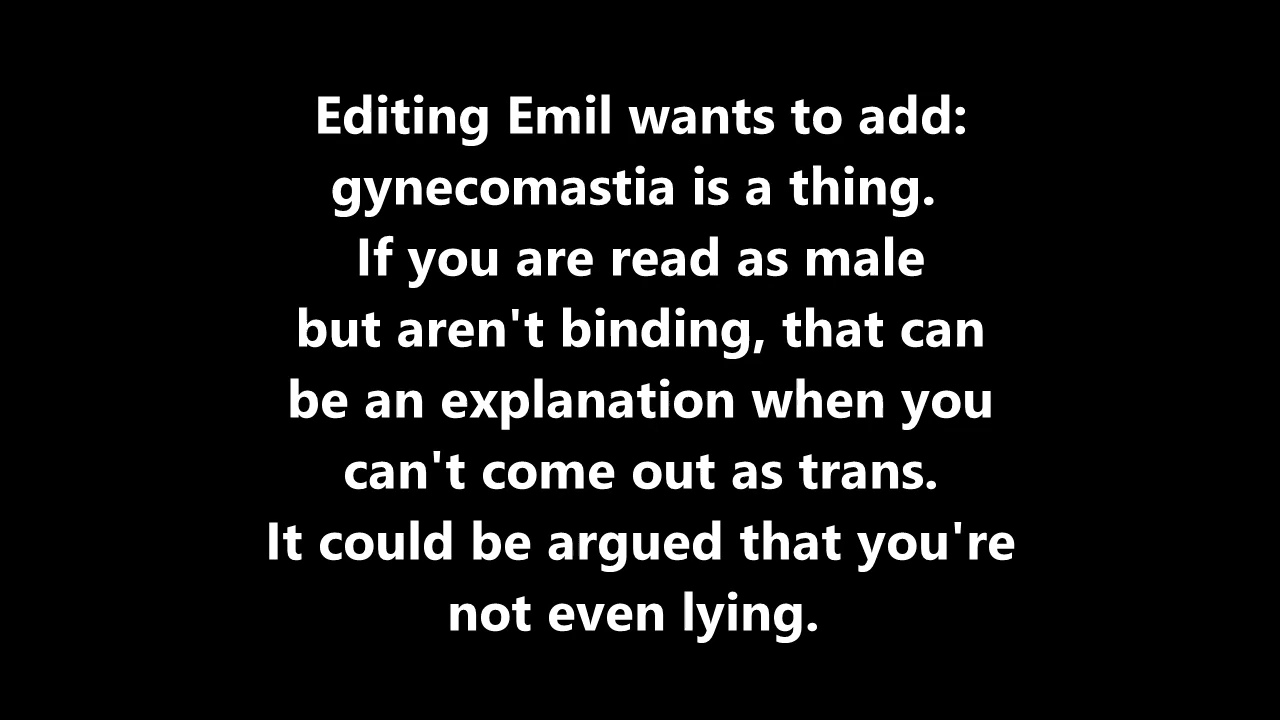 Editing Emil wants to add:
gynecomastia is a thing.
If you are read as male
but aren't binding, that can
be an explanation when you
can't come out as trans.
It could be argued that you're
not even lying.